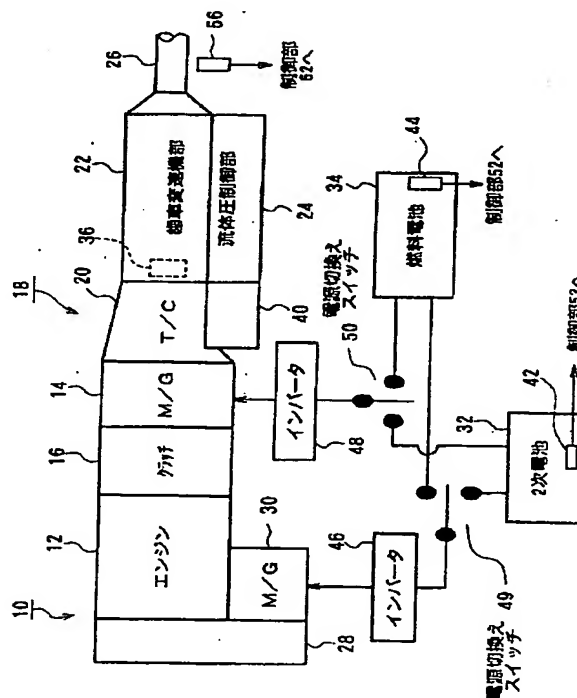 10
12
16
14
18
20
22
26
56
制御部
52へ
エンジン
クラッチ
M/G
T/C
36
歯車変速機部
流体圧制御部
24
40
28
30
M/G
46
インバータ
48
インバータ
50
電源切換え
スイッチ
34
燃料電池
44
制御部52へ
49
電源切換え
スイッチ
32
2次電池
42
制御部52へ